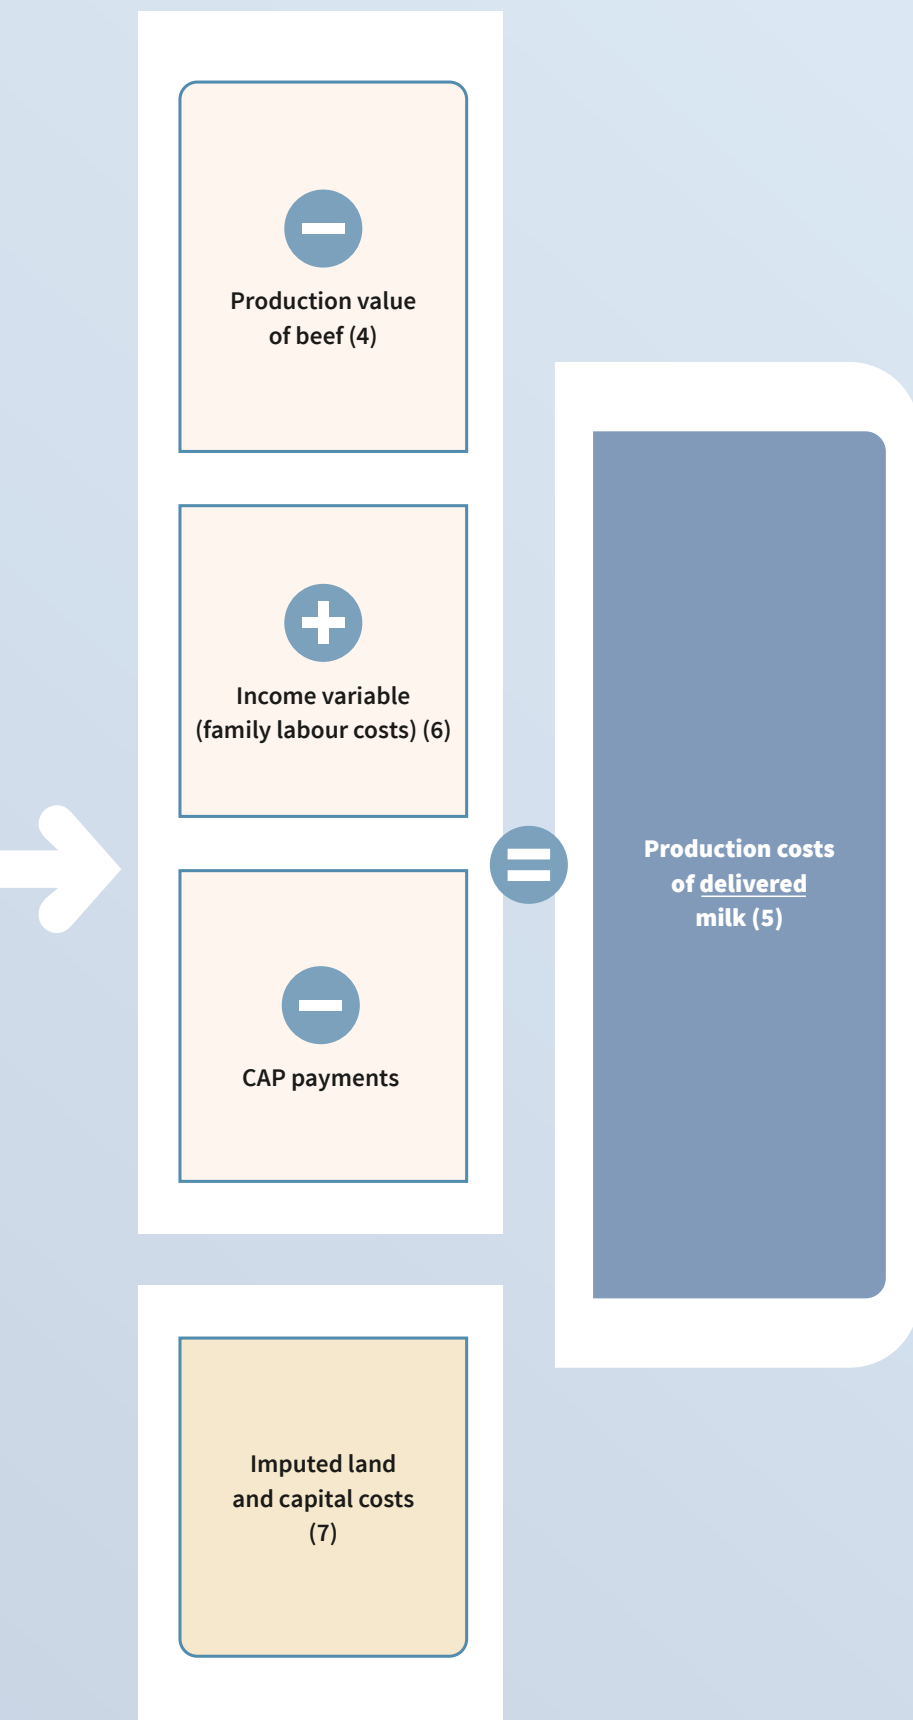 Production value
of beef (4)
Income variable
(family labour costs) (6)
CAP payments
Production costs
of delivered
milk (5)
Imputed land
and capital costs
(7)